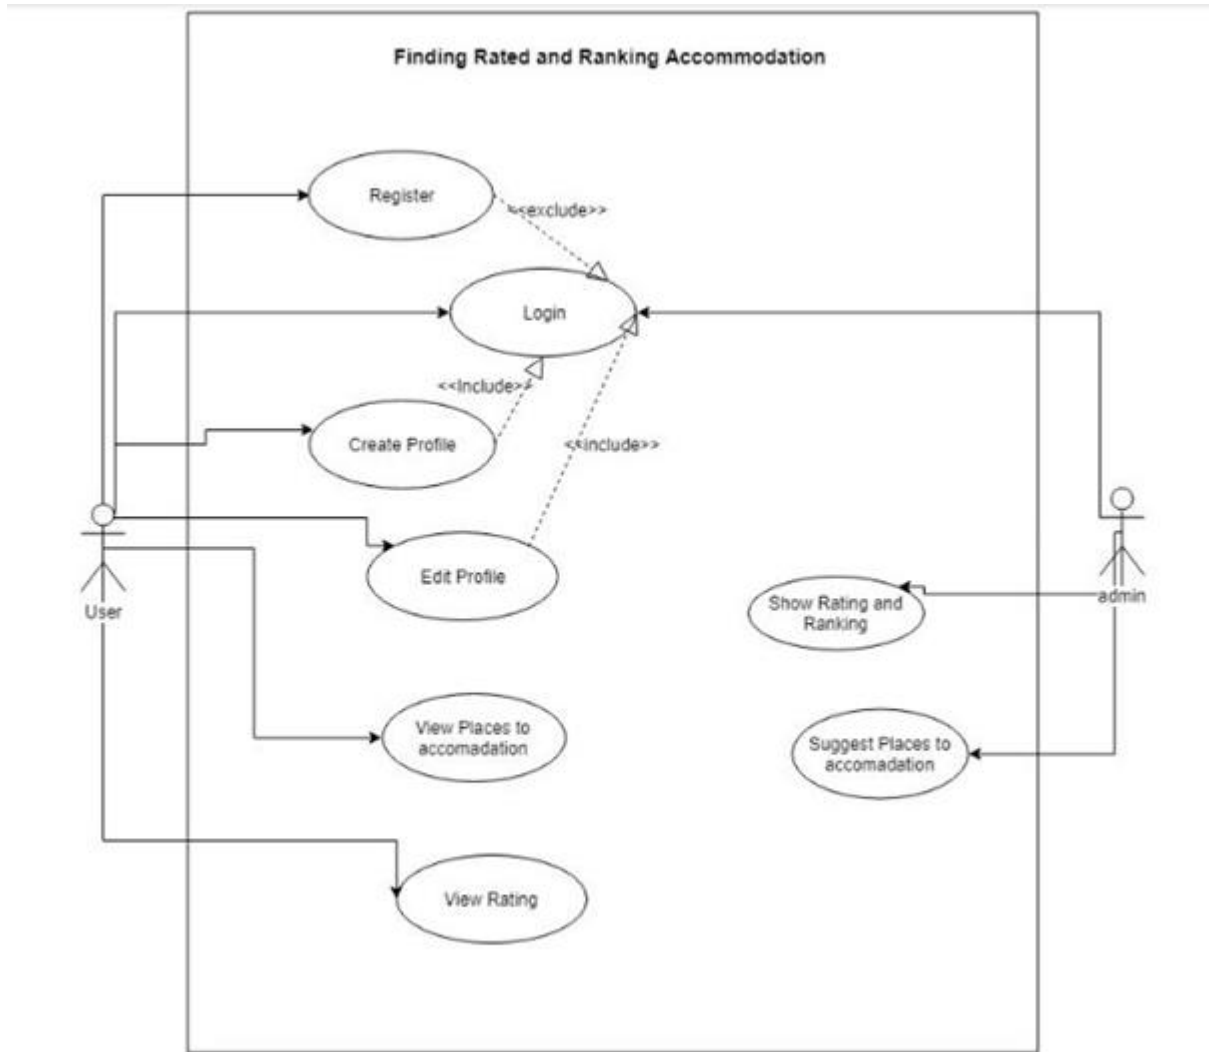 Finding Rated and Ranking Accommodation
Register
<<exclude>>
Login
<<Include>>
Create Profile
<<include>>
Edit Profile
User
admin
Show Rating and
Ranking
View Places to
accomadation
Suggest Places to
accomadation
View Rating